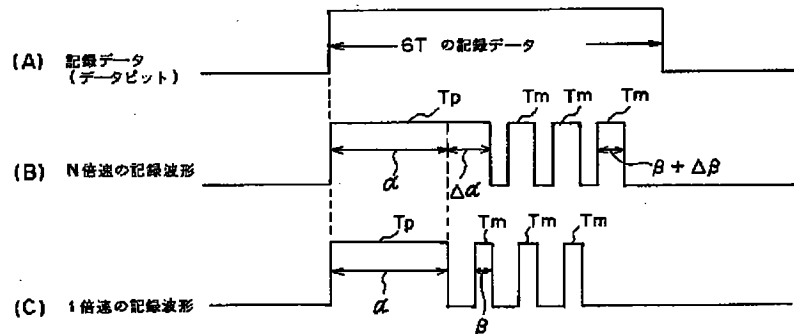 (A) 記録データ
(データピット)
6T の記録データ
Tp Tm Tm Tm
(B) N倍速の記録波形
α Δα β+Δβ
Tp Tm Tm Tm
(C) 1倍速の記録波形
α β